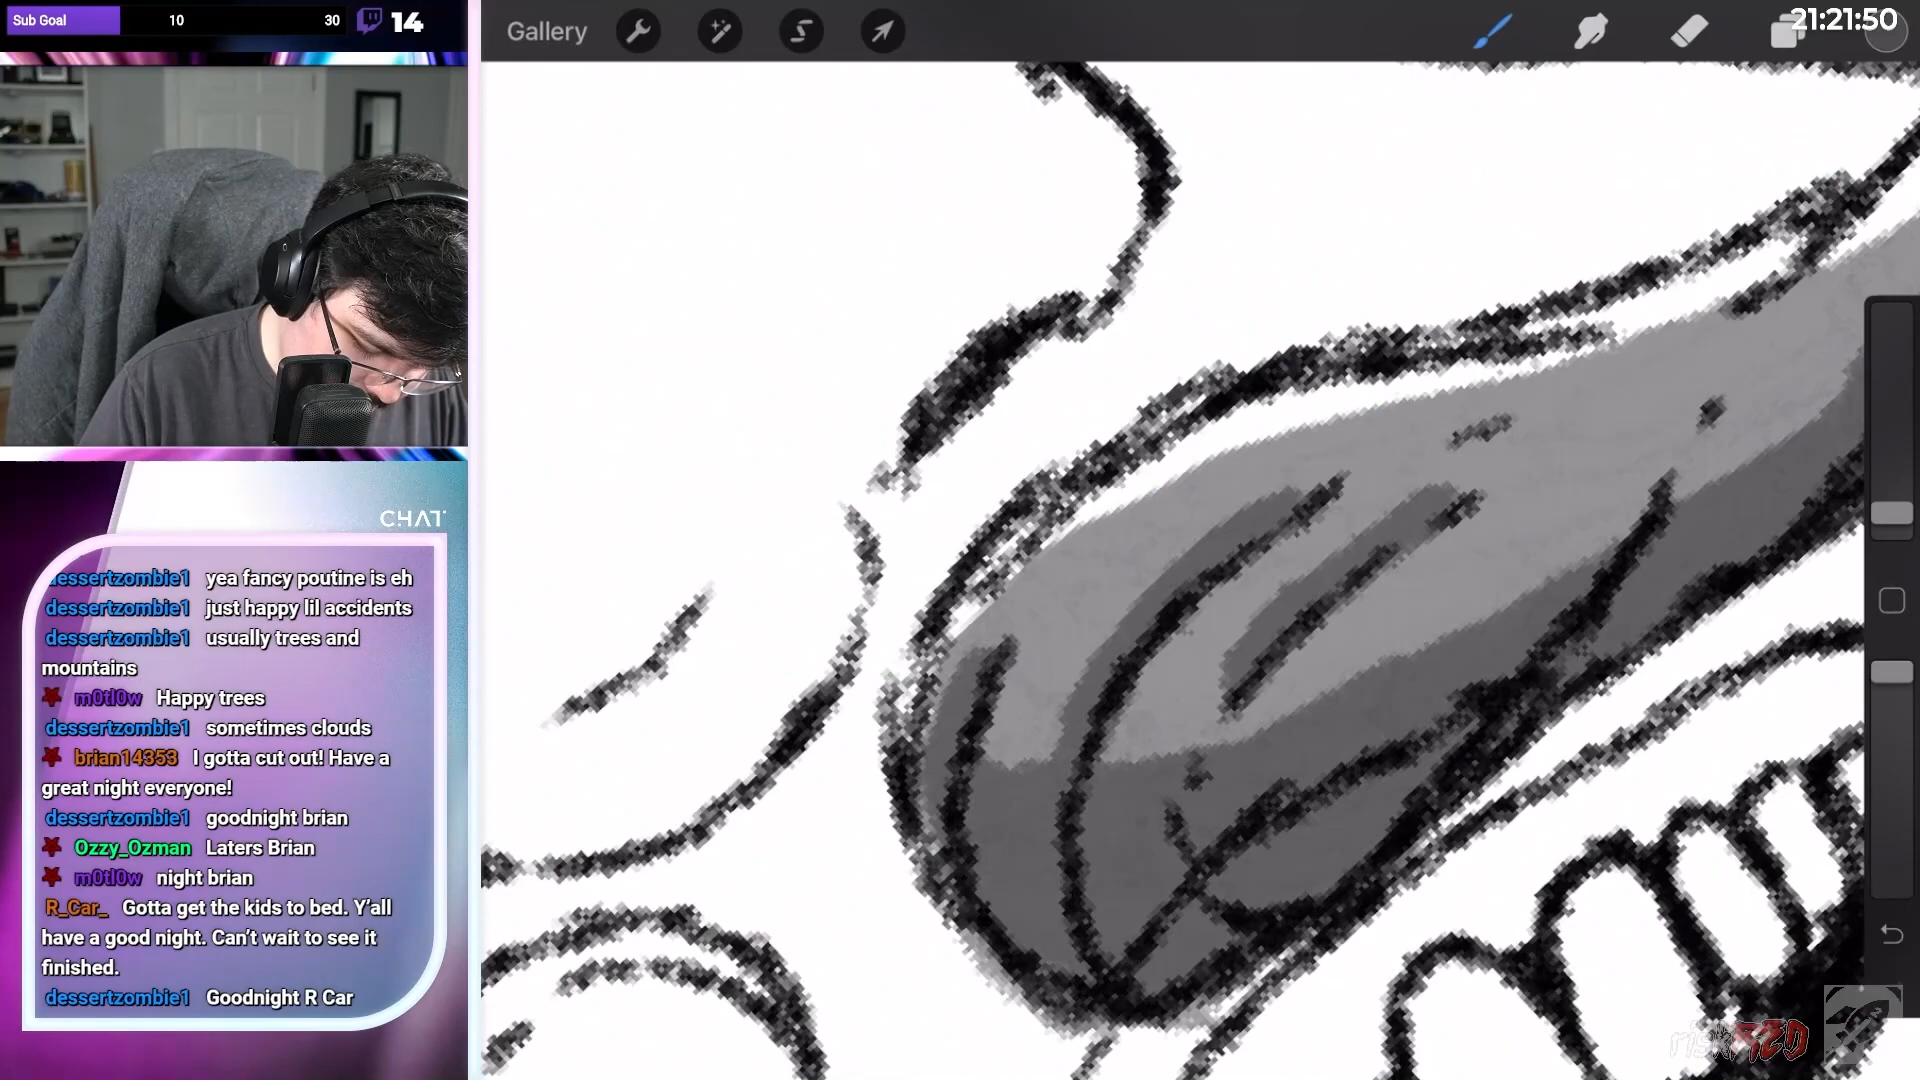 Sub Goal 10 30 14
Gallery
21:21:50
CHAT
dessertzombie1 yea fancy poutine is eh
dessertzombie1 just happy lil accidents
dessertzombie1 usually trees and
mountains
m0tl0w Happy trees
dessertzombie1 sometimes clouds
brian14353 I gotta cut out! Have a
great night everyone!
dessertzombie1 goodnight brian
Ozzy_Ozman Laters Brian
m0tl0w night brian
R_Car_ Gotta get the kids to bed. Y’all
have a good night. Can’t wait to see it
finished.
dessertzombie1 Goodnight R Car